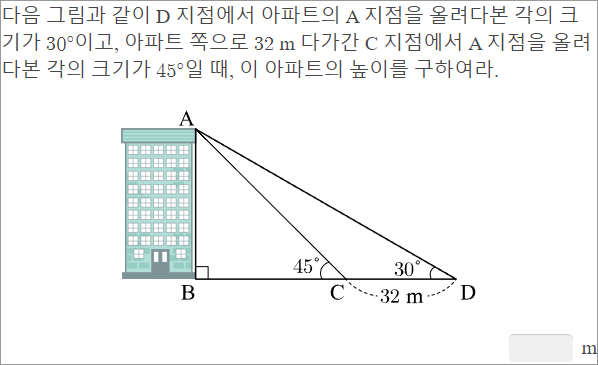 다음 그림과 같이 D 지점에서 아파트의 A 지점을 올려다본 각의 크
기가 30°이고, 아파트 쪽으로 32 m 다가간 C 지점에서 A 지점을 올려
다본 각의 크기가 45°일 때, 이 아파트의 높이를 구하여라.
A
45°
30°
B
C
32 m
D
m